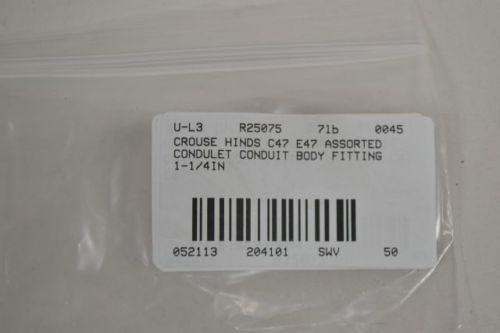 U-L3 R25075 7lb 0045
CROUSE HINDS C47 E47 ASSORTED
CONDULET CONDUIT BODY FITTING
1-1/4IN
052113 204101 SWV 50